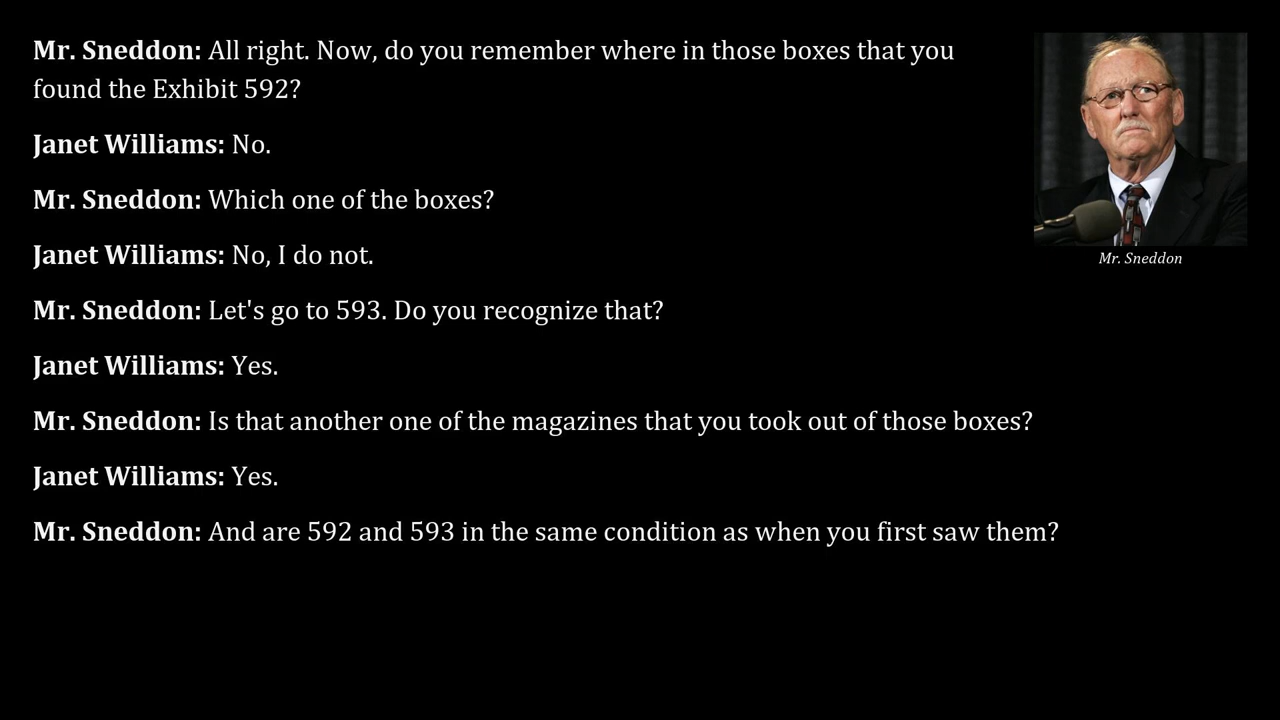 Mr. Sneddon: All right. Now, do you remember where in those boxes that you
found the Exhibit 592?
Janet Williams: No.
Mr. Sneddon: Which one of the boxes?
Janet Williams: No, I do not.
Mr. Sneddon: Let's go to 593. Do you recognize that?
Janet Williams: Yes.
Mr. Sneddon: Is that another one of the magazines that you took out of those boxes?
Janet Williams: Yes.
Mr. Sneddon: And are 592 and 593 in the same condition as when you first saw them?
Mr. Sneddon